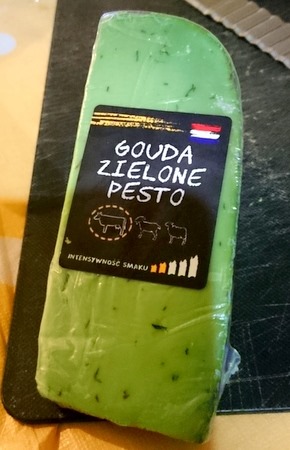 GOUDA
ZIELONE
PESTO
INTENSYWNOŚĆ SMAKU